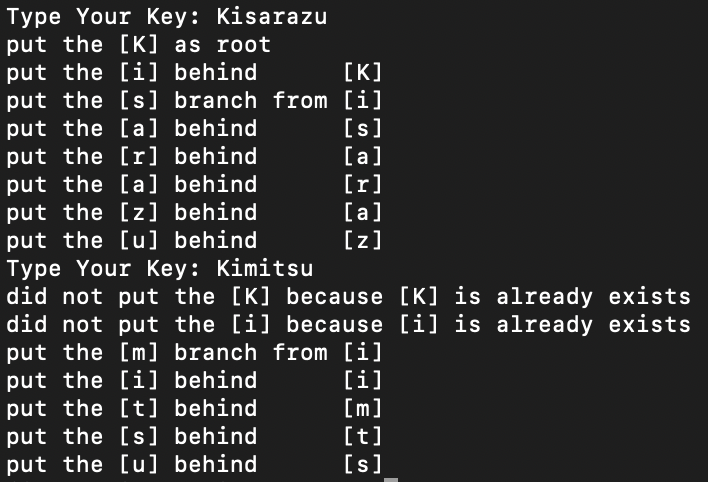 Type Your Key: Kisarazu
put the [K] as root
put the [i] behind      [K]
put the [s] branch from [i]
put the [a] behind      [s]
put the [r] behind      [a]
put the [a] behind      [r]
put the [z] behind      [a]
put the [u] behind      [z]
Type Your Key: Kimitsu
did not put the [K] because [K] is already exists
did not put the [i] because [i] is already exists
put the [m] branch from [i]
put the [i] behind      [i]
put the [t] behind      [m]
put the [s] behind      [t]
put the [u] behind      [s]